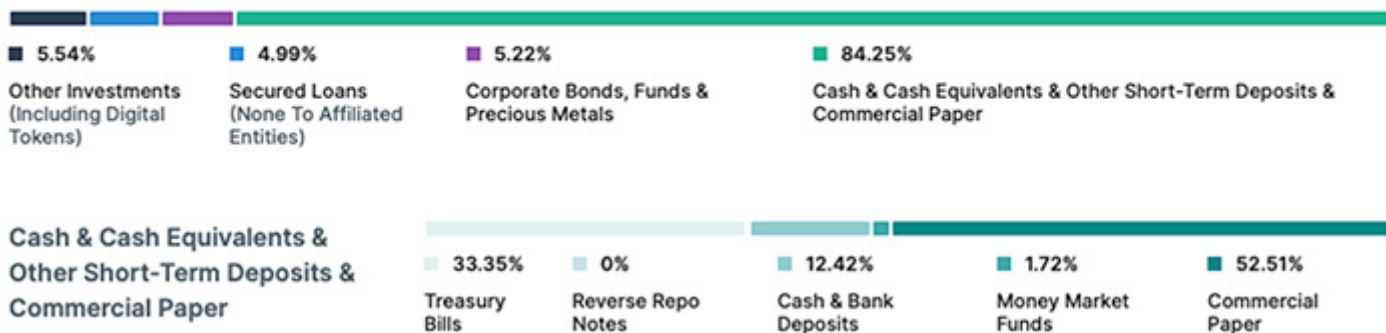 5.54%
4.99%
5.22%
84.25%
Other Investments
(Including Digital
Tokens)
Secured Loans
(None To Affiliated
Entities)
Corporate Bonds, Funds &
Precious Metals
Cash & Cash Equivalents & Other Short-Term Deposits &
Commercial Paper
Cash & Cash Equivalents &
Other Short-Term Deposits &
Commercial Paper
33.35%
0%
12.42%
1.72%
52.51%
Treasury
Bills
Reverse Repo
Notes
Cash & Bank
Deposits
Money Market
Funds
Commercial
Paper